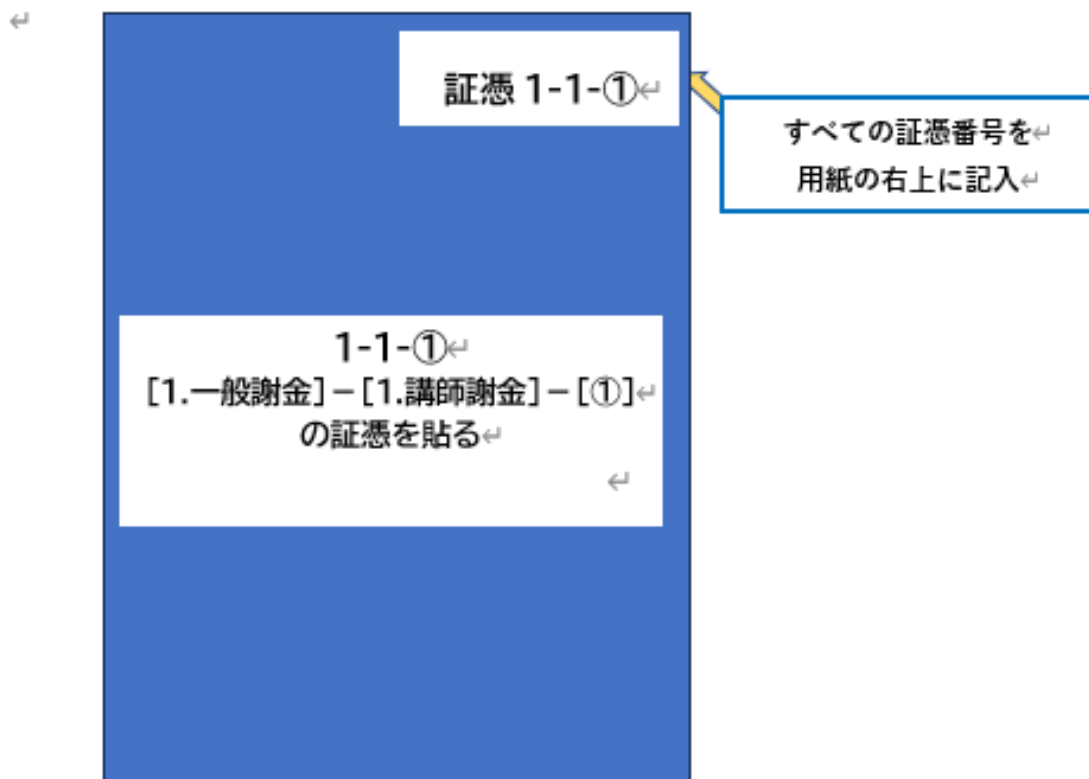 証憑 1-1-①↵
すべての証憑番号を↵
用紙の右上に記入↵
1-1-①↵
[1.一般謝金]－[1.講師謝金]－[①]↵
の証憑を貼る↵